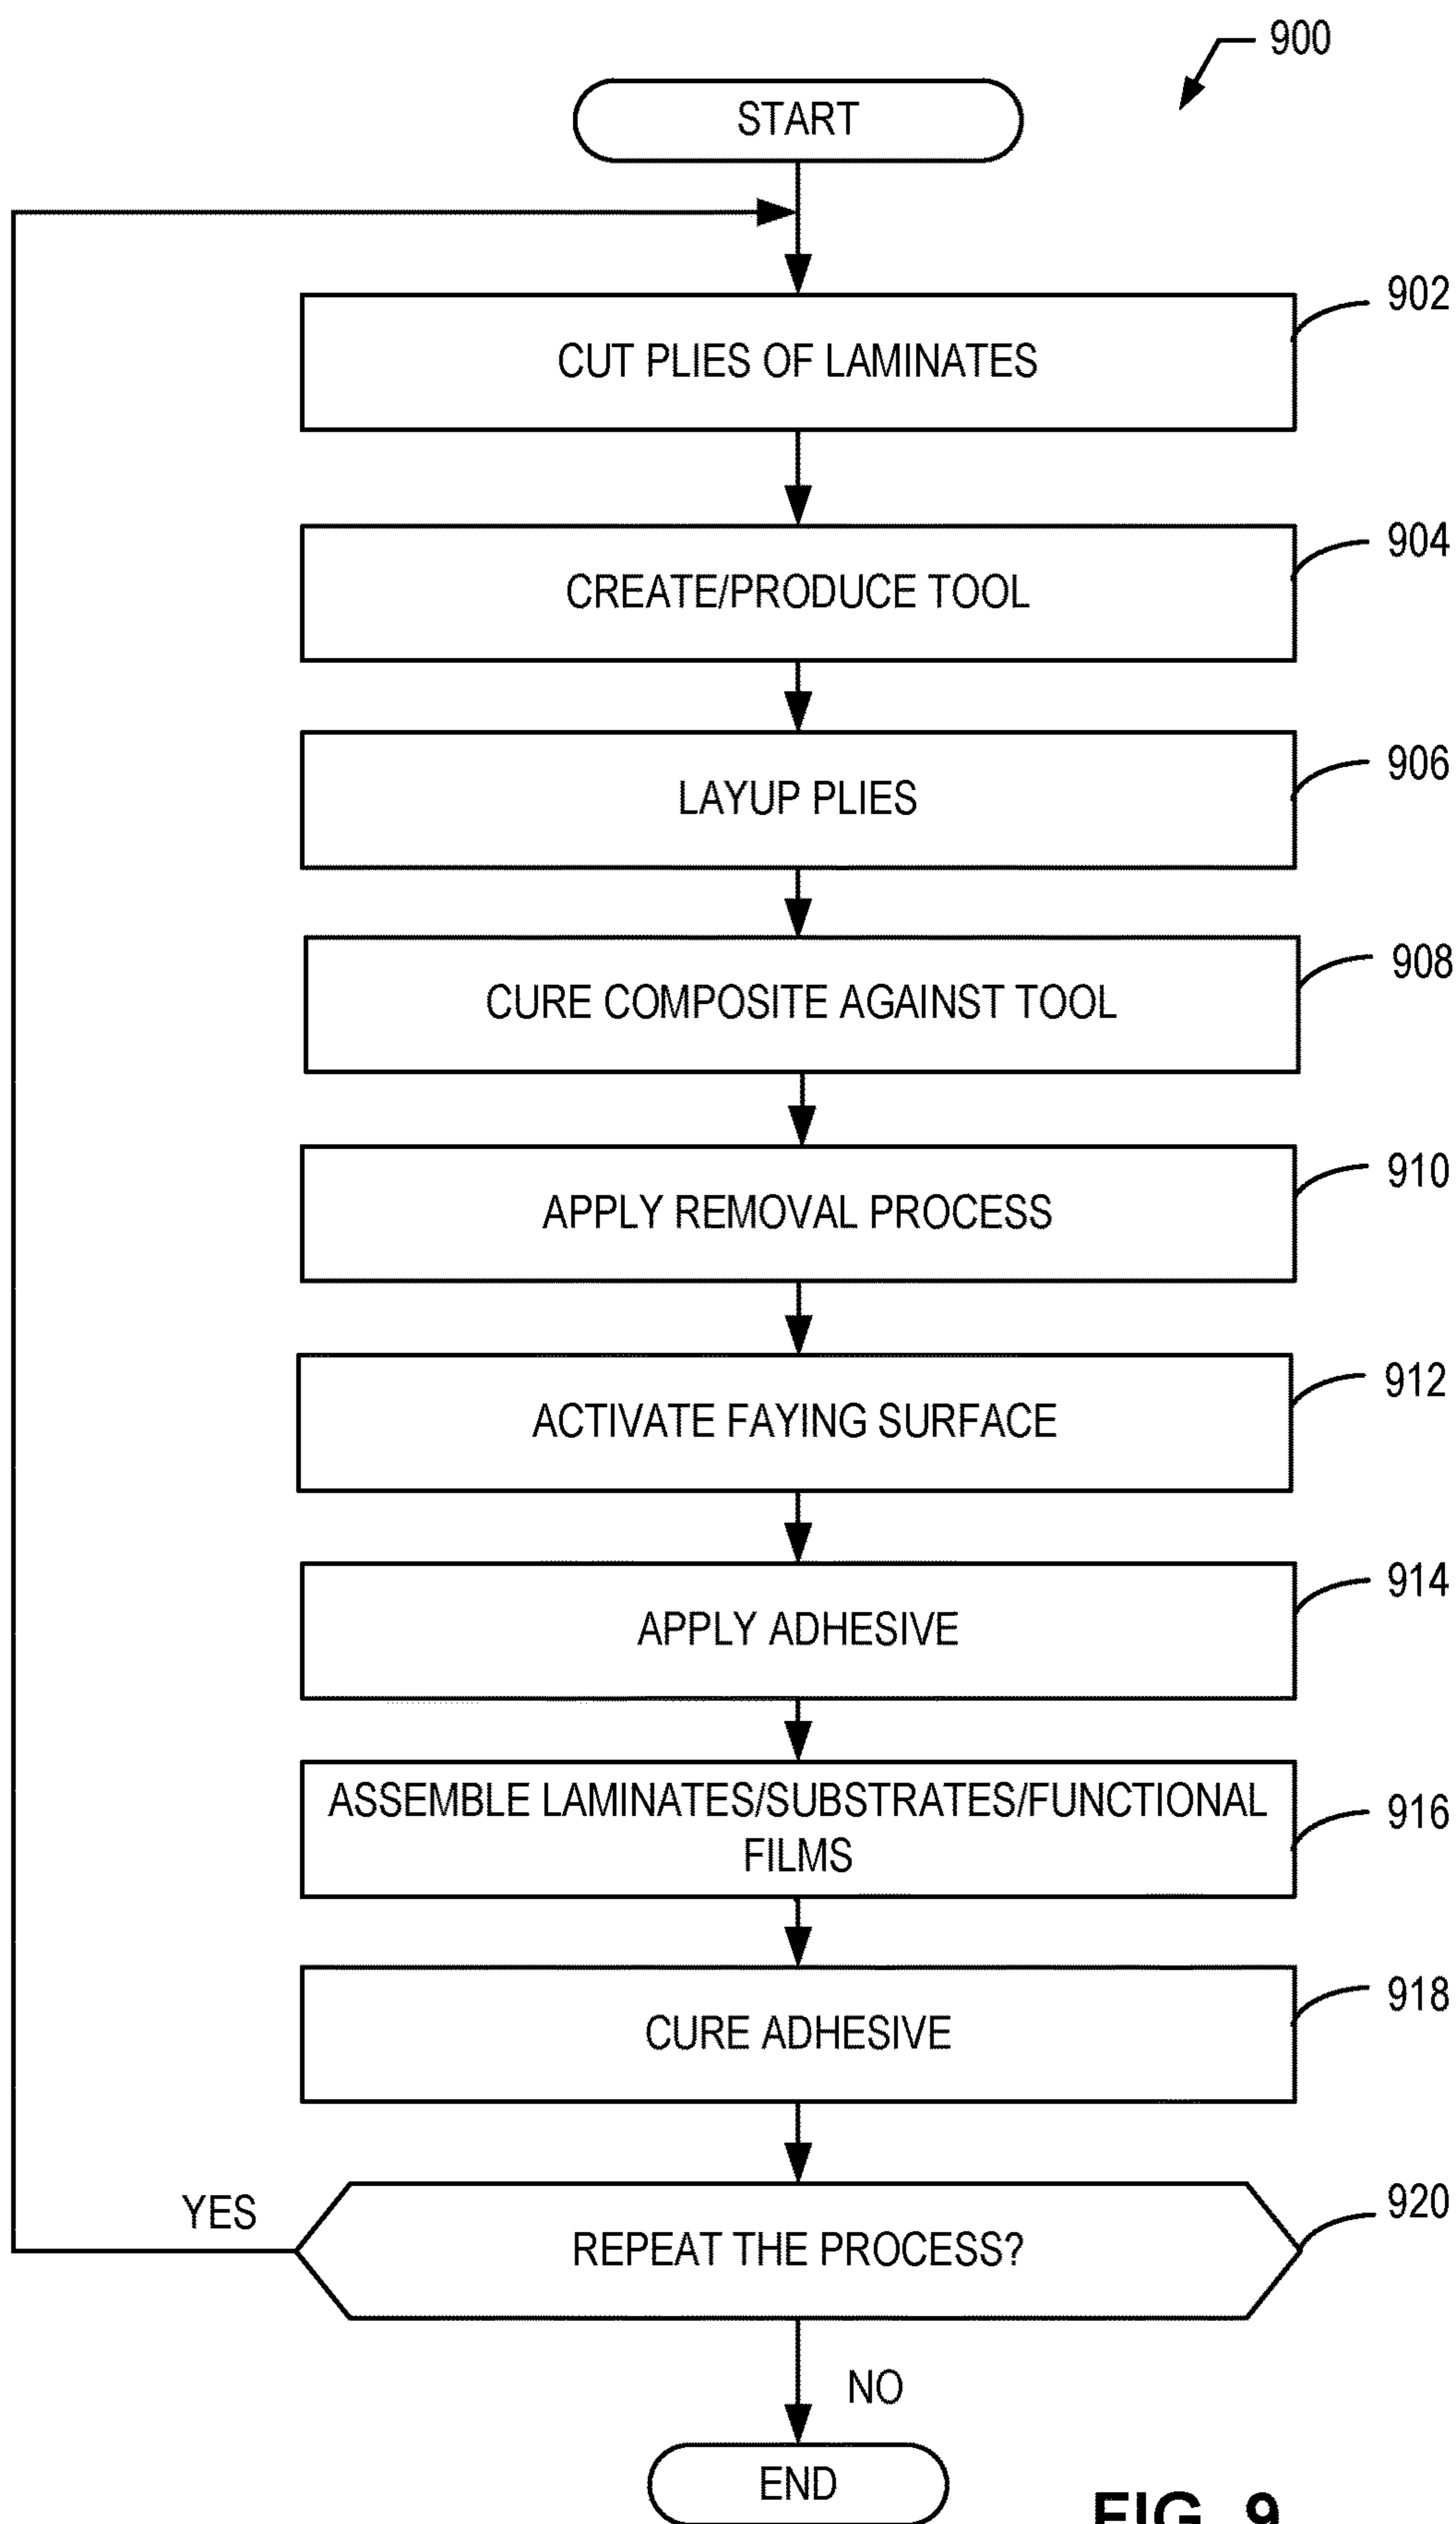 900
START
902
CUT PLIES OF LAMINATES
904
CREATE/PRODUCE TOOL
906
LAYUP PLIES
908
CURE COMPOSITE AGAINST TOOL
910
APPLY REMOVAL PROCESS
912
ACTIVATE FAYING SURFACE
914
APPLY ADHESIVE
ASSEMBLE LAMINATES/SUBSTRATES/FUNCTIONAL
FILMS
916
918
CURE ADHESIVE
920
YES
REPEAT THE PROCESS?
NO
END
FIG. 9